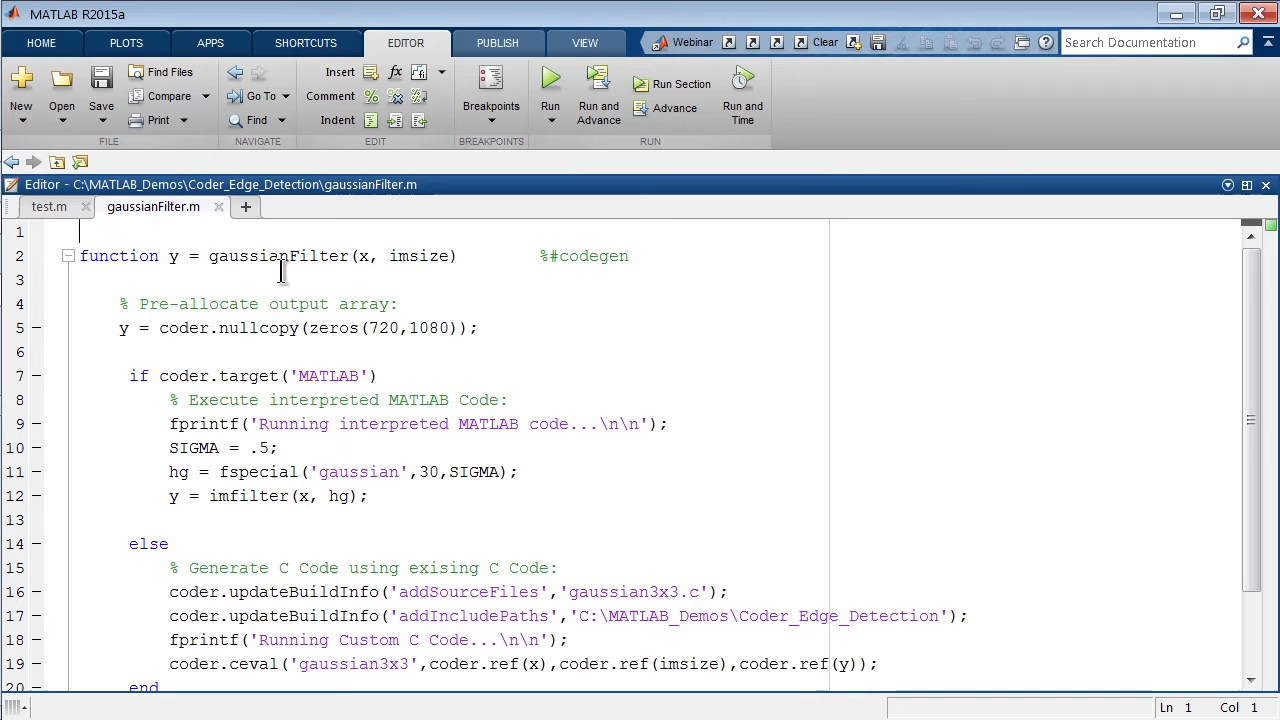 MATLAB R2015a
HOME PLOTS APPS SHORTCUTS EDITOR PUBLISH VIEW Webinar Clear Search Documentation
New Open Save Find Files Compare Print
Go To Find
Insert fx
Comment %
Indent
Breakpoints Run Run and Advance Run Section Advance Run and Time
FILE NAVIGATE EDIT BREAKPOINTS RUN
Editor - C:\MATLAB_Demos\Coder_Edge_Detection\gaussianFilter.m
test.m gaussianFilter.m
1
2 function y = gaussianFilter(x, imsize) %#codegen
3
4 % Pre-allocate output array:
5 y = coder.nullcopy(zeros(720,1080));
6
7 if coder.target('MATLAB')
8 % Execute interpreted MATLAB Code:
9 fprintf('Running interpreted MATLAB code...\n\n');
10 SIGMA = .5;
11 hg = fspecial('gaussian',30,SIGMA);
12 y = imfilter(x, hg);
13
14 else
15 % Generate C Code using exising C Code:
16 coder.updateBuildInfo('addSourceFiles','gaussian3x3.c');
17 coder.updateBuildInfo('addIncludePaths','C:\MATLAB_Demos\Coder_Edge_Detection');
18 fprintf('Running Custom C Code...\n\n');
19 coder.ceval('gaussian3x3',coder.ref(x),coder.ref(imsize),coder.ref(y));
20 end
Ln 1 Col 1